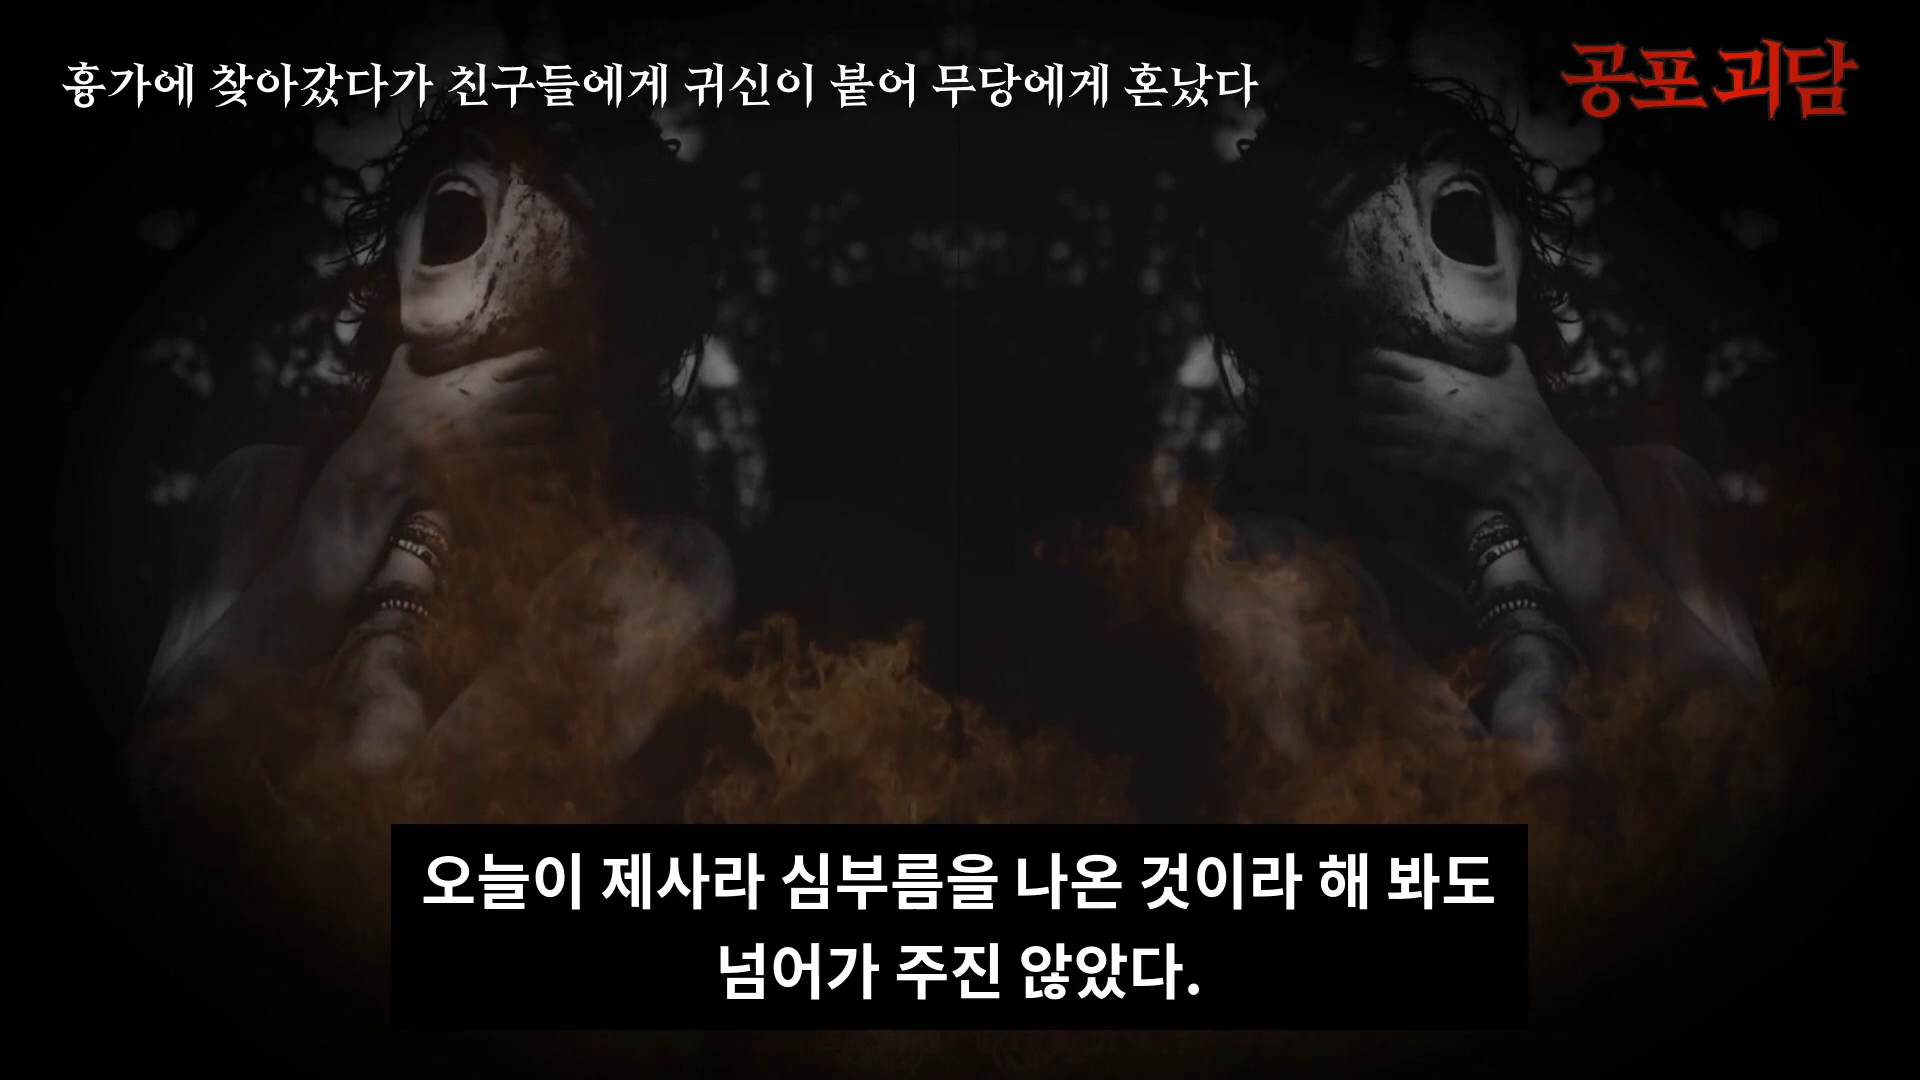 흉가에 찾아갔다가 친구들에게 귀신이 붙어 무당에게 혼났다
공포 괴담
오늘이 제사라 심부름을 나온 것이라 해 봐도
넘어가 주진 않았다.